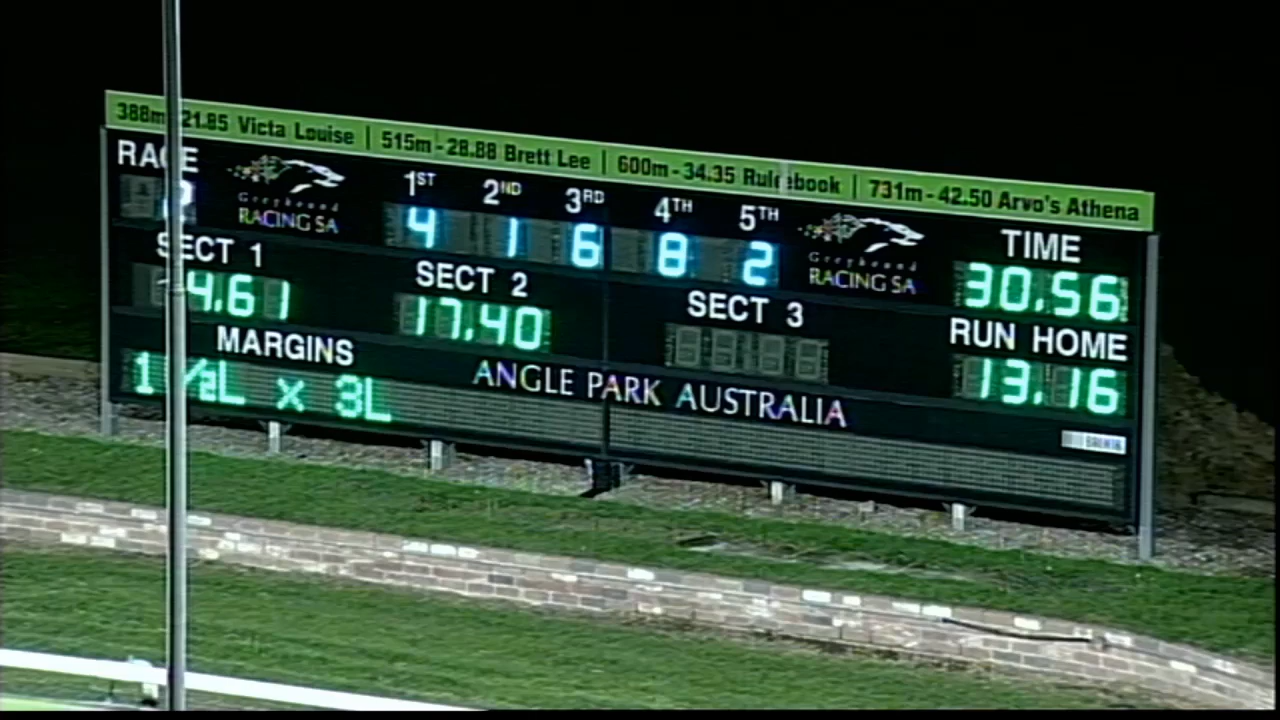 388m-21.85 Victa Louise | 515m-28.88 Brett Lee | 600m-34.35 Rulebook | 731m-42.50 Arvo's Athena
RACE
Greyhound
RACING SA
1ST 2ND 3RD 4TH 5TH
4 1 6 8 2
Greyhound
RACING SA
TIME
30.56
SECT 1
4.61
SECT 2
17.40
SECT 3
RUN HOME
13.16
MARGINS
1 ½L x 3L
ANGLE PARK AUSTRALIA